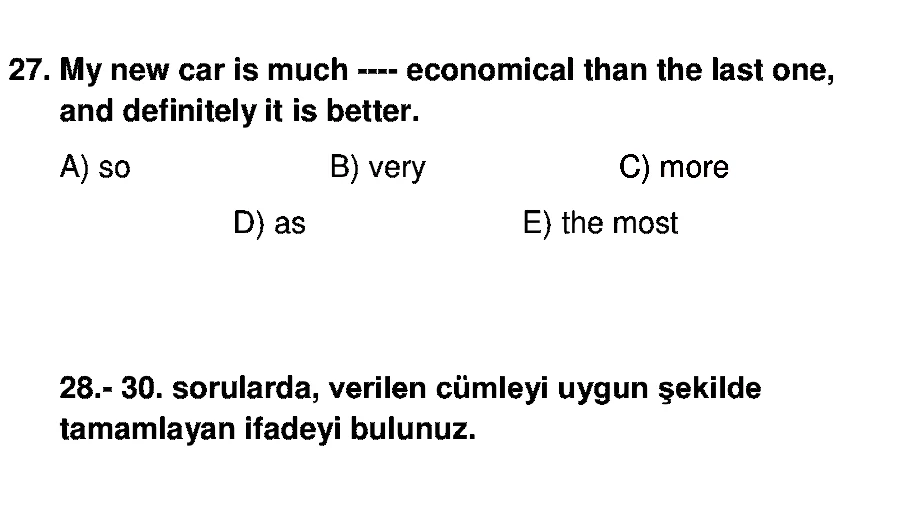 27. My new car is much ---- economical than the last one,
and definitely it is better.
A) so B) very C) more
D) as E) the most
28.- 30. sorularda, verilen cümleyi uygun şekilde
tamamlayan ifadeyi bulunuz.